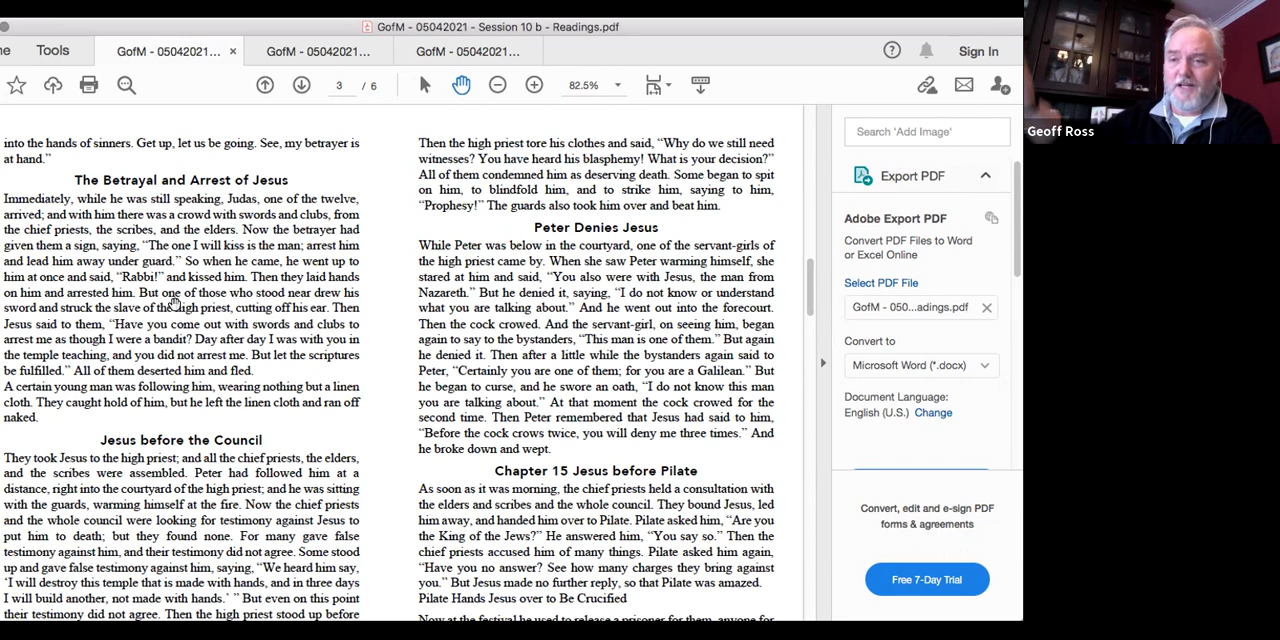 GofM - 05042021 - Session 10 b - Readings.pdf
Tools
GofM - 05042021...
GofM - 05042021...
GofM - 05042021...
Sign In
3 / 6
82.5%
into the hands of sinners. Get up, let us be going. See, my betrayer is
at hand.”
The Betrayal and Arrest of Jesus
Immediately, while he was still speaking, Judas, one of the twelve,
arrived; and with him there was a crowd with swords and clubs, from
the chief priests, the scribes, and the elders. Now the betrayer had
given them a sign, saying, “The one I will kiss is the man; arrest him
and lead him away under guard.” So when he came, he went up to
him at once and said, “Rabbi!” and kissed him. Then they laid hands
on him and arrested him. But one of those who stood near drew his
sword and struck the slave of the high priest, cutting off his ear. Then
Jesus said to them, “Have you come out with swords and clubs to
arrest me as though I were a bandit? Day after day I was with you in
the temple teaching, and you did not arrest me. But let the scriptures
be fulfilled.” All of them deserted him and fled.
A certain young man was following him, wearing nothing but a linen
cloth. They caught hold of him, but he left the linen cloth and ran off
naked.
Jesus before the Council
They took Jesus to the high priest; and all the chief priests, the elders,
and the scribes were assembled. Peter had followed him at a
distance, right into the courtyard of the high priest; and he was sitting
with the guards, warming himself at the fire. Now the chief priests
and the whole council were looking for testimony against Jesus to
put him to death; but they found none. For many gave false
testimony against him, and their testimony did not agree. Some stood
up and gave false testimony against him, saying, “We heard him say,
‘I will destroy this temple that is made with hands, and in three days
I will build another, not made with hands.’ ” But even on this point
their testimony did not agree. Then the high priest stood up before
Then the high priest tore his clothes and said, “Why do we still need
witnesses? You have heard his blasphemy! What is your decision?”
All of them condemned him as deserving death. Some began to spit
on him, to blindfold him, and to strike him, saying to him,
“Prophesy!” The guards also took him over and beat him.
Peter Denies Jesus
While Peter was below in the courtyard, one of the servant-girls of
the high priest came by. When she saw Peter warming himself, she
stared at him and said, “You also were with Jesus, the man from
Nazareth.” But he denied it, saying, “I do not know or understand
what you are talking about.” And he went out into the forecourt.
Then the cock crowed. And the servant-girl, on seeing him, began
again to say to the bystanders, “This man is one of them.” But again
he denied it. Then after a little while the bystanders again said to
Peter, “Certainly you are one of them; for you are a Galilean.” But
he began to curse, and he swore an oath, “I do not know this man
you are talking about.” At that moment the cock crowed for the
second time. Then Peter remembered that Jesus had said to him,
“Before the cock crows twice, you will deny me three times.” And
he broke down and wept.
Chapter 15 Jesus before Pilate
As soon as it was morning, the chief priests held a consultation with
the elders and scribes and the whole council. They bound Jesus, led
him away, and handed him over to Pilate. Pilate asked him, “Are you
the King of the Jews?” He answered him, “You say so.” Then the
chief priests accused him of many things. Pilate asked him again,
“Have you no answer? See how many charges they bring against
you.” But Jesus made no further reply, so that Pilate was amazed.
Pilate Hands Jesus over to Be Crucified
Now at the festival he used to release a prisoner for them, anyone for
Search 'Add Image'
Export PDF
Adobe Export PDF
Convert PDF Files to Word
or Excel Online
Select PDF File
GofM - 050...adings.pdf
Convert to
Microsoft Word (*.docx)
Document Language:
English (U.S.) Change
Convert, edit and e-sign PDF
forms & agreements
Free 7-Day Trial
Geoff Ross